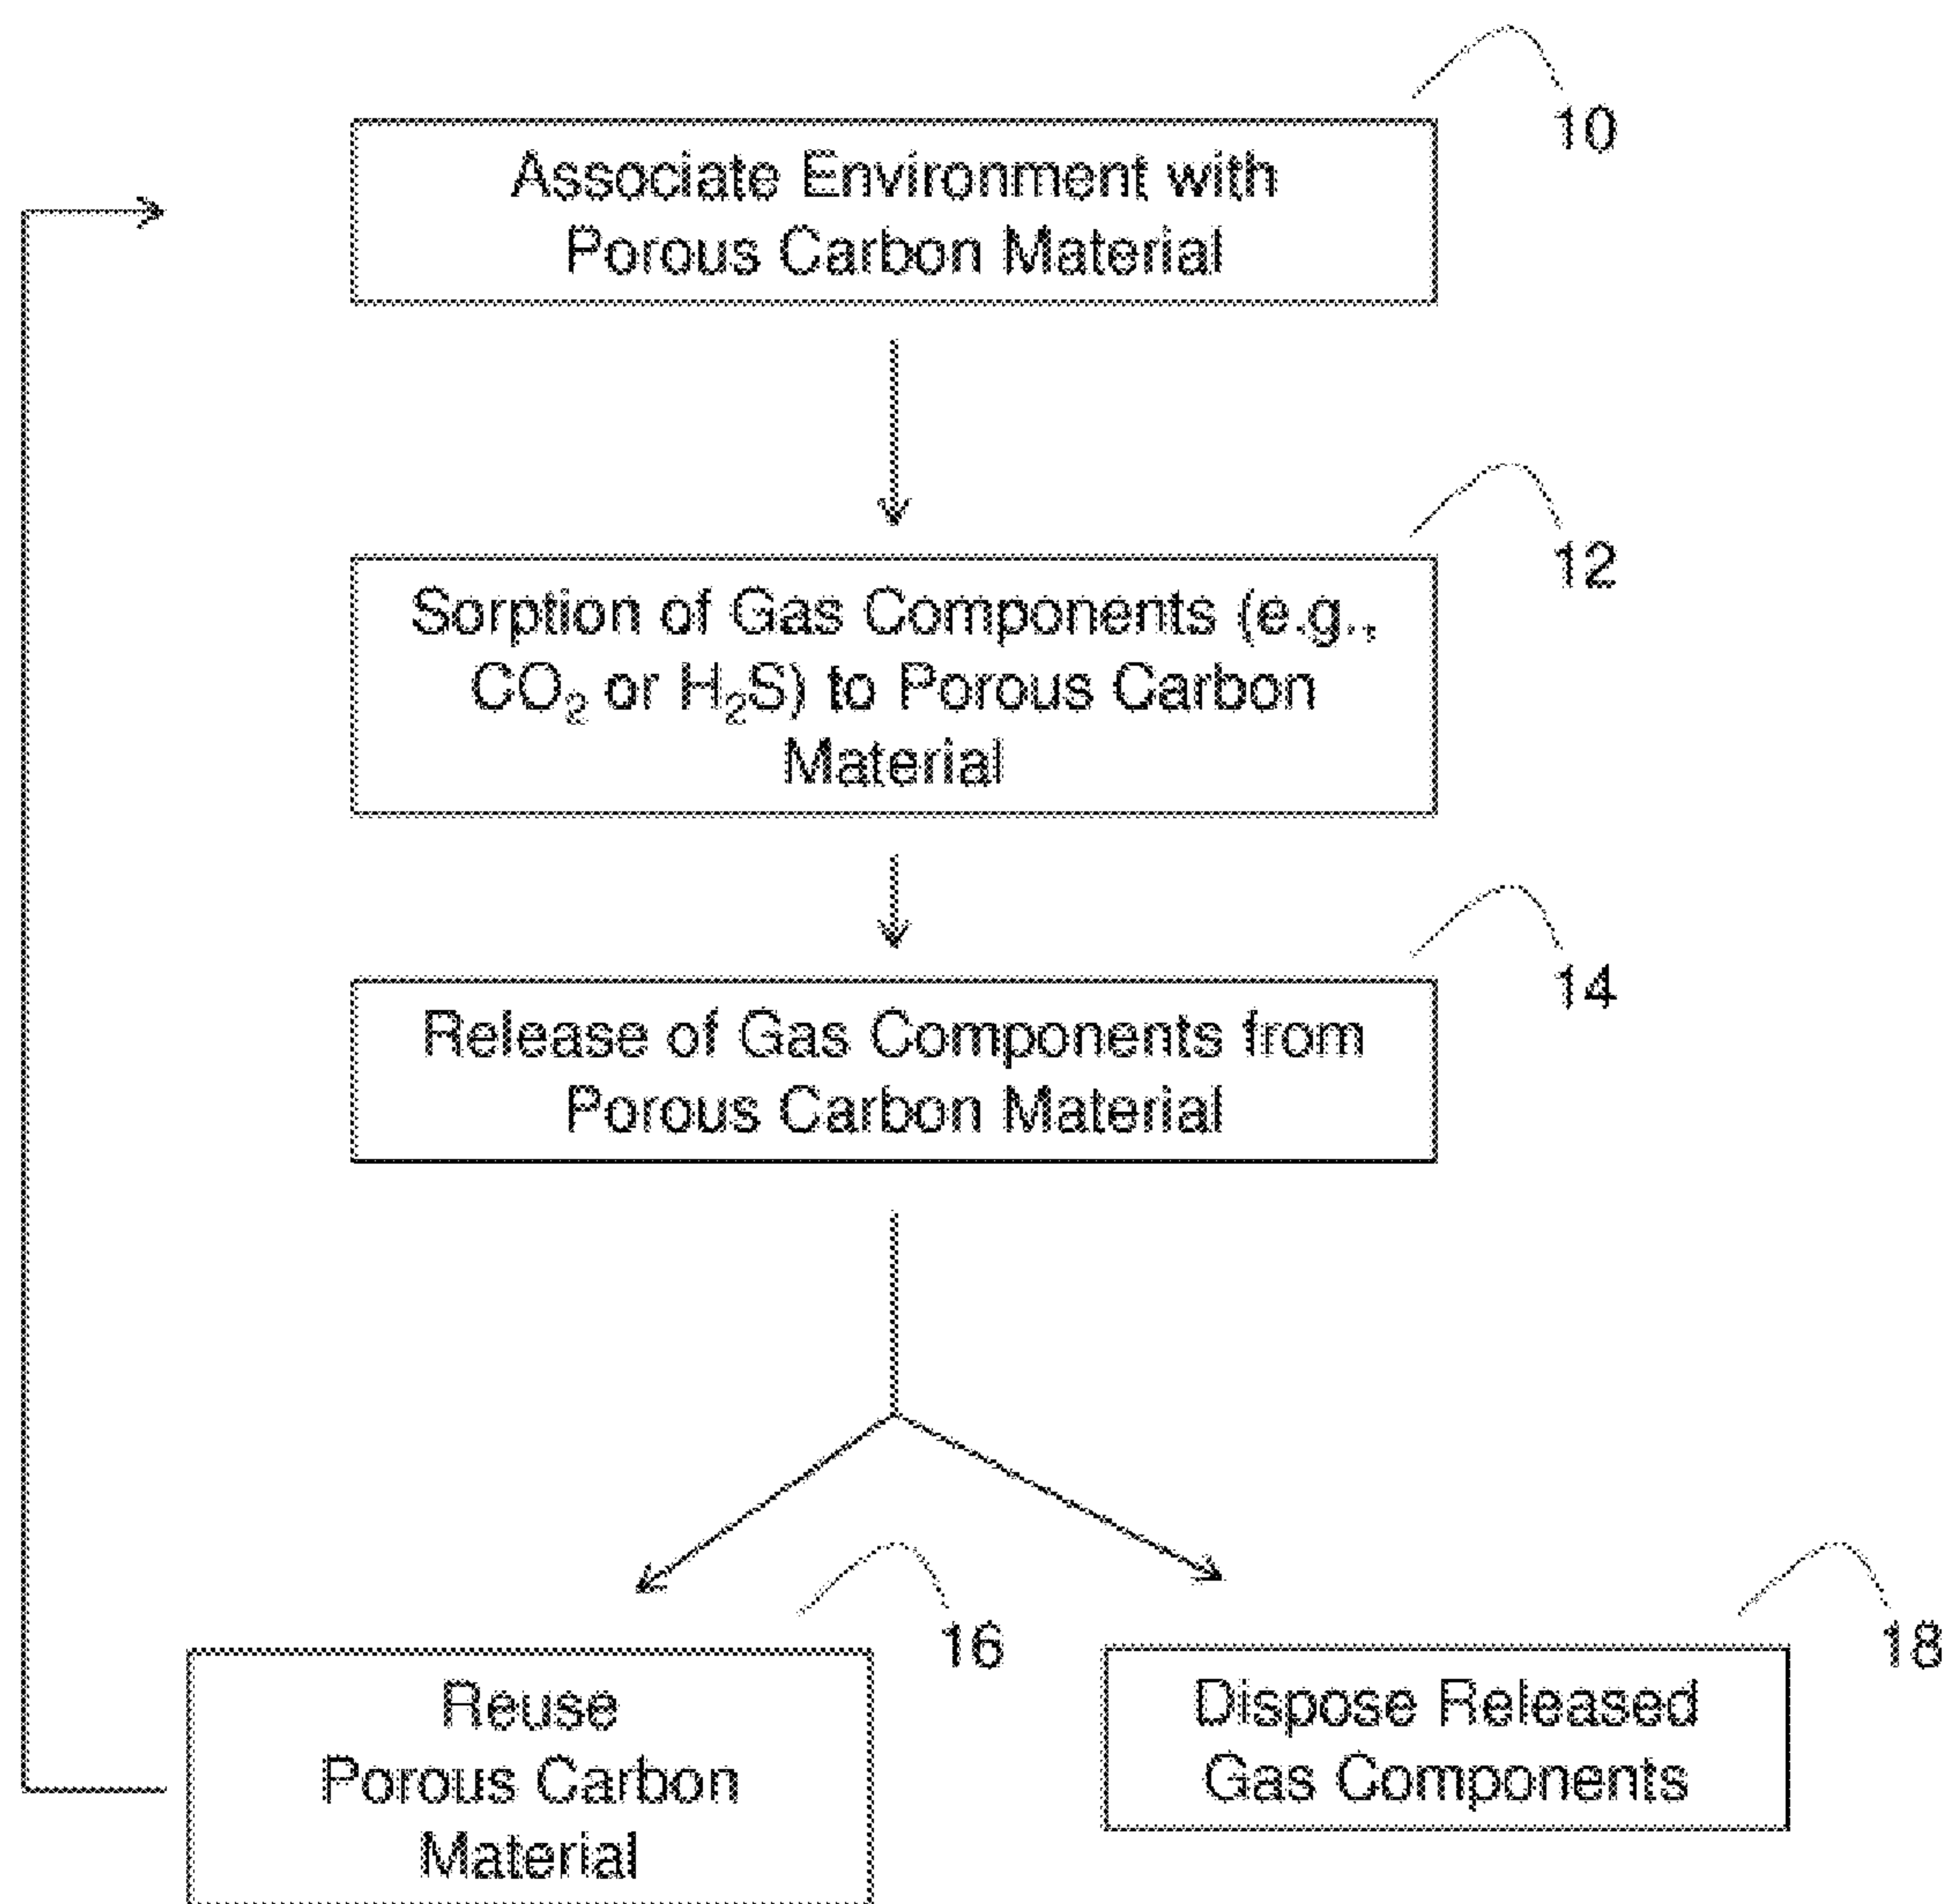 10
Associate Environment with
Porous Carbon Material
12
Sorption of Gas Components (e.g.,
CO₂ or H₂S) to Porous Carbon
Material
14
Release of Gas Components from
Porous Carbon Material
16
Reuse
Porous Carbon
Material
18
Dispose Released
Gas Components